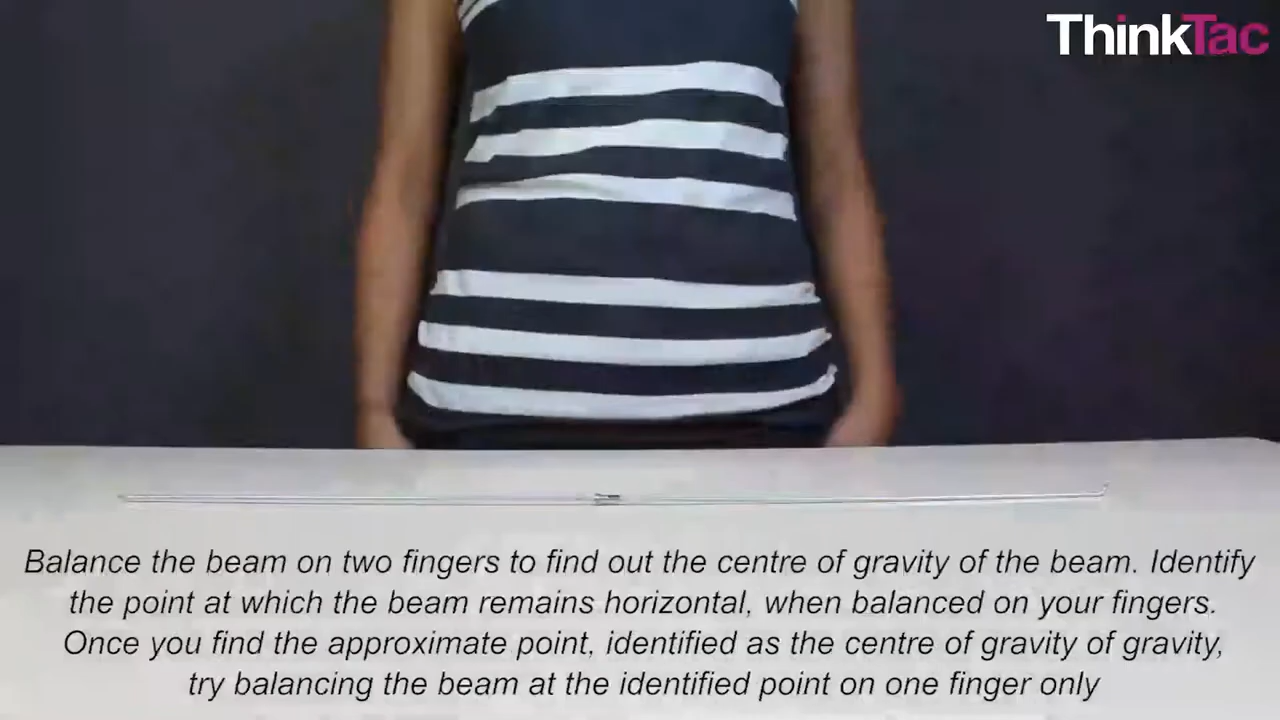 ThinkTac
Balance the beam on two fingers to find out the centre of gravity of the beam. Identify
the point at which the beam remains horizontal, when balanced on your fingers.
Once you find the approximate point, identified as the centre of gravity of gravity,
try balancing the beam at the identified point on one finger only